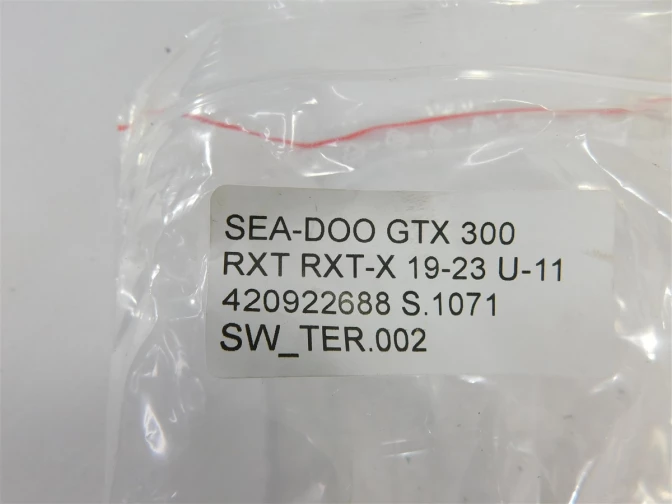 SEA-DOO GTX 300
RXT RXT-X 19-23 U-11
420922688 S.1071
SW_TER.002